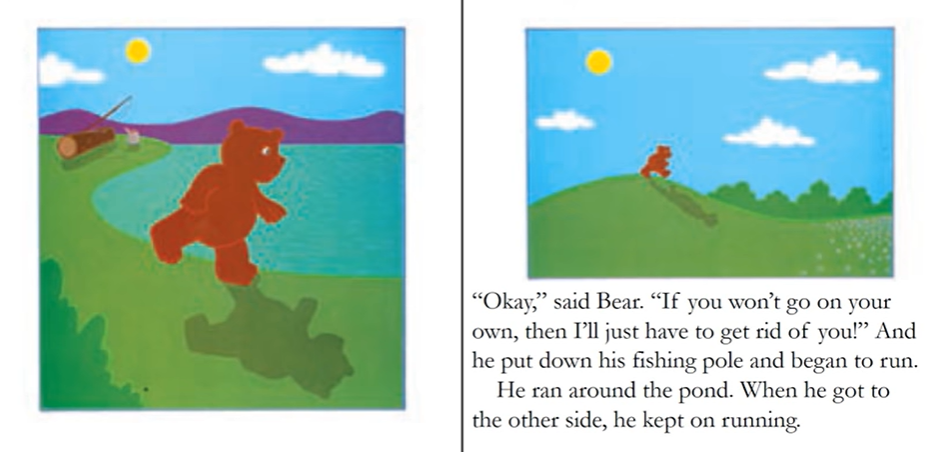 “Okay,” said Bear. “If you won’t go on your
own, then I’ll just have to get rid of you!” And
he put down his fishing pole and began to run.
He ran around the pond. When he got to
the other side, he kept on running.